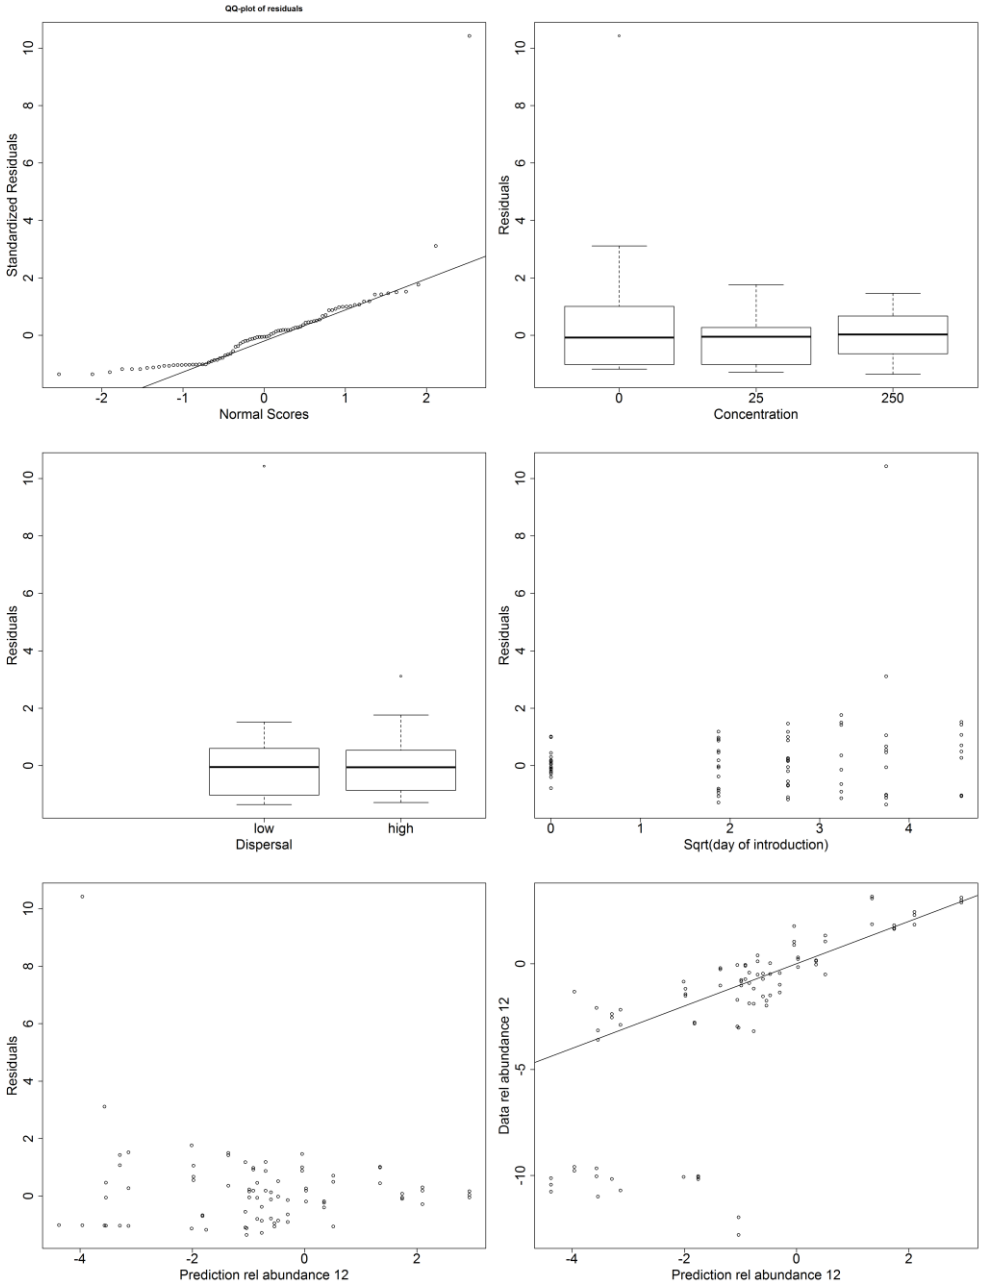 QQ-plot of residuals
Standardized Residuals
0 2 4 6 8 10
-2 -1 0 1 2
Normal Scores
Residuals
0 2 4 6 8 10
0 25 250
Concentration
Residuals
0 2 4 6 8 10
low high
Dispersal
Residuals
0 2 4 6 8 10
0 1 2 3 4
Sqrt(day of introduction)
Residuals
0 2 4 6 8 10
-4 -2 0 2
Prediction rel abundance 12
Data rel abundance 12
-10 -5 0
-4 -2 0 2
Prediction rel abundance 12